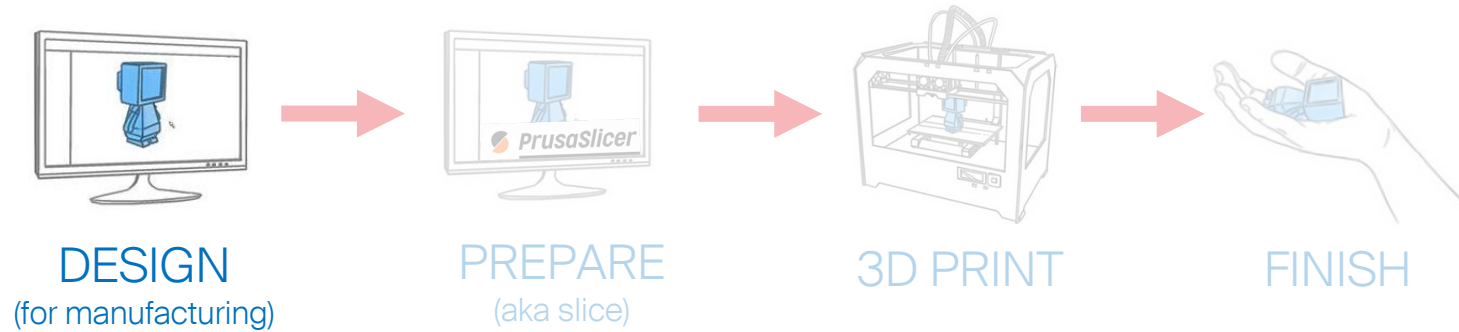 PrusaSlicer
DESIGN
(for manufacturing)
PREPARE
(aka slice)
3D PRINT
FINISH